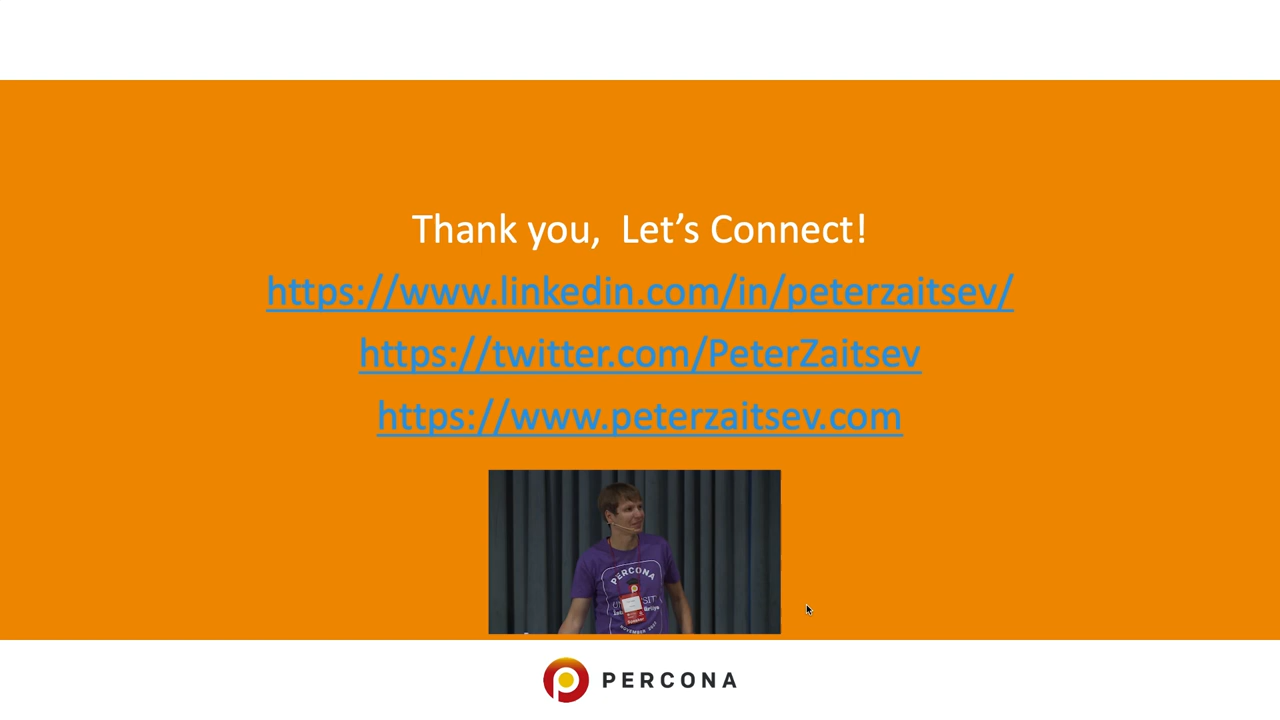 Thank you, Let's Connect!
https://www.linkedin.com/in/peterzaitsev/
https://twitter.com/PeterZaitsev
https://www.peterzaitsev.com
PERCONA
PERCONA